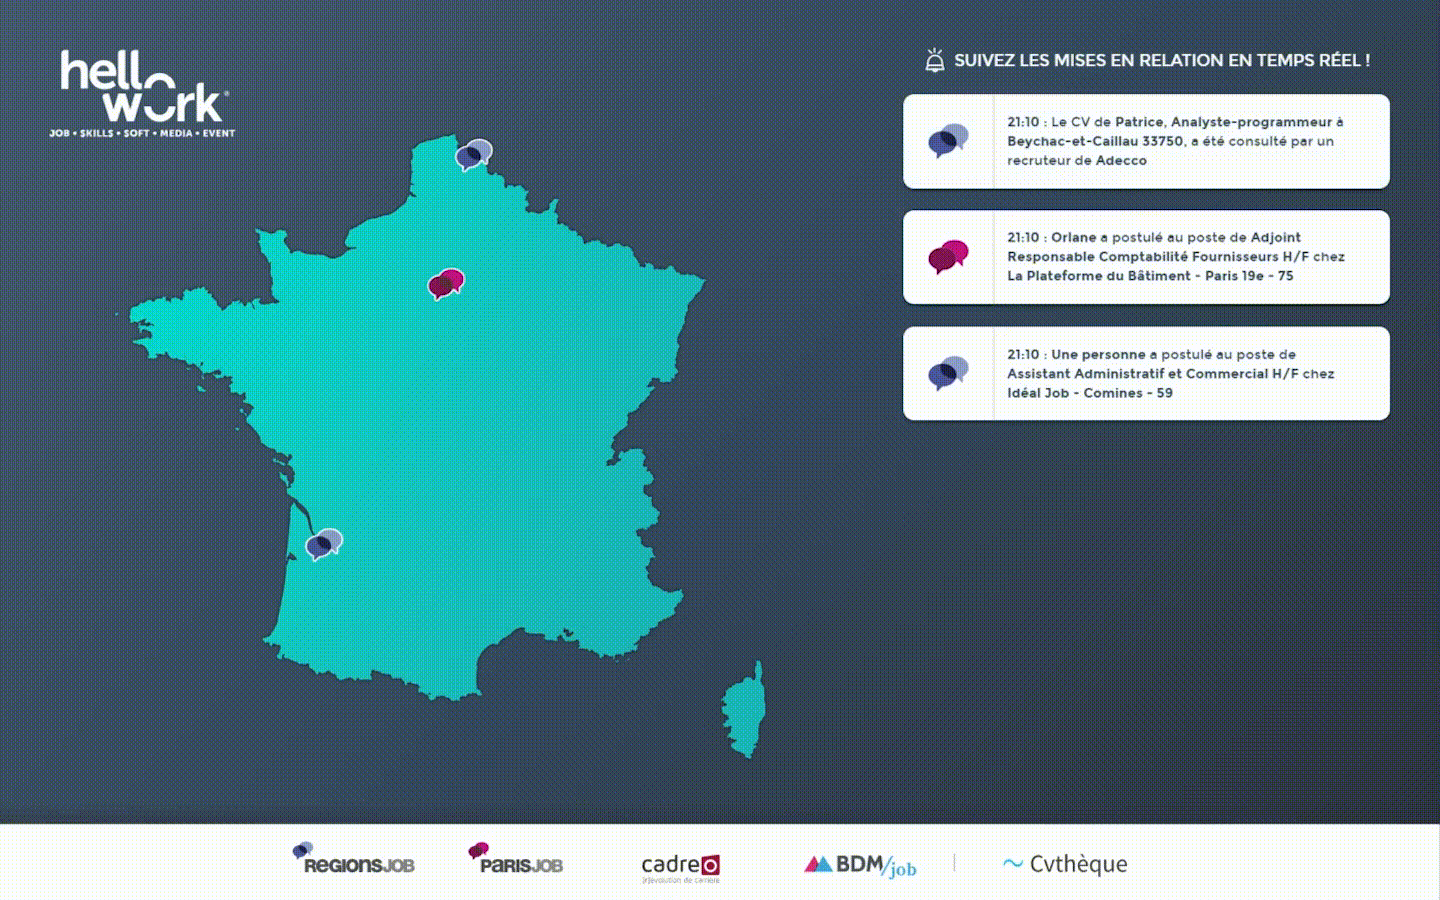 hello
work®
JOB • SKILLS • SOFT • MEDIA • EVENT
SUIVEZ LES MISES EN RELATION EN TEMPS RÉEL !
21:10 : Le CV de Patrice, Analyste-programmeur à
Beychac-et-Caillau 33750, a été consulté par un
recruteur de Adecco
21:10 : Orlane a postulé au poste de Adjoint
Responsable Comptabilité Fournisseurs H/F chez
La Plateforme du Bâtiment - Paris 19e - 75
21:10 : Une personne a postulé au poste de
Assistant Administratif et Commercial H/F chez
Idéal Job - Comines - 59
REGIONSJOB
PARISJOB
cadreo
(r)evolution de carrière
BDM/job
Cvthèque